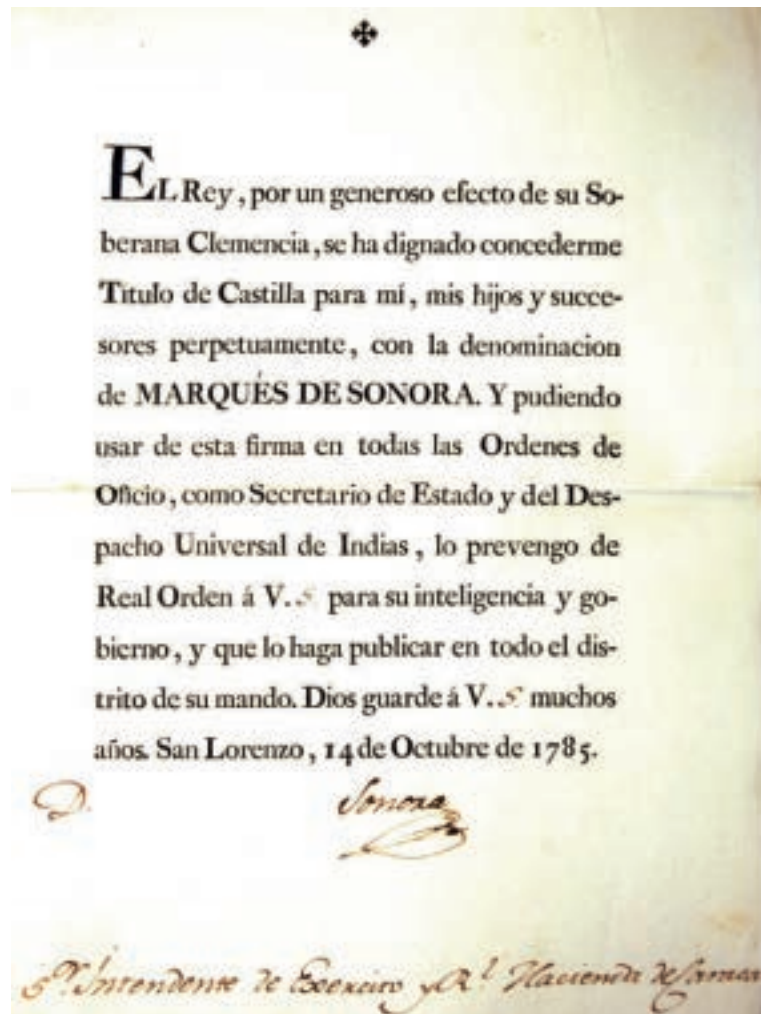 EL Rey, por un generoso efecto de su So-
berana Clemencia, se ha dignado concederme
Titulo de Castilla para mí, mis hijos y succe-
sores perpetuamente, con la denominacion
de MARQUÉS DE SONORA. Y pudiendo
usar de esta firma en todas las Ordenes de
Oficio, como Secretario de Estado y del Des-
pacho Universal de Indias, lo prevengo de
Real Orden á V..S para su inteligencia y go-
bierno, y que lo haga publicar en todo el dis-
trito de su mando. Dios guarde á V..S muchos
años. San Lorenzo, 14 de Octubre de 1785.
D. Sonora
S.r Intendente de Exercito y R.l Hacienda de